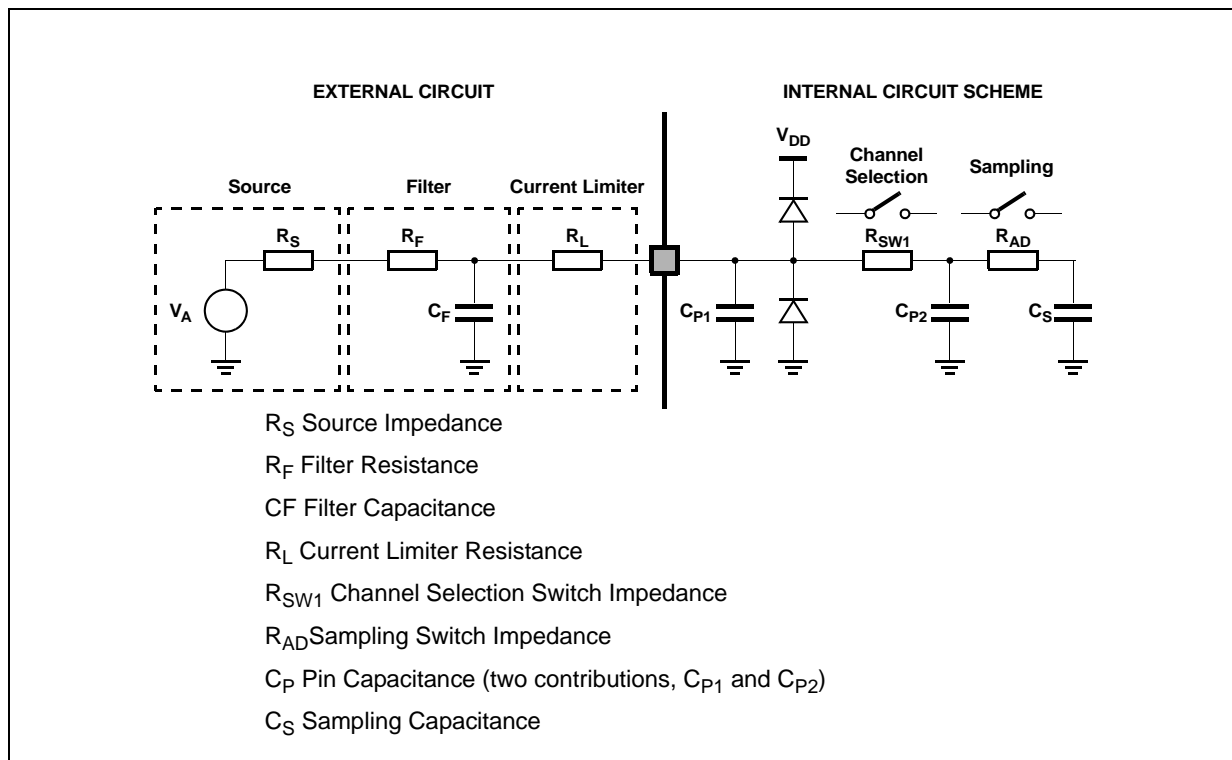 EXTERNAL CIRCUIT
INTERNAL CIRCUIT SCHEME
VDD
Channel
Selection
Sampling
Source
Filter
Current Limiter
RS
RF
RL
RSW1
RAD
VA
CF
CP1
CP2
CS
RS Source Impedance
RF Filter Resistance
CF Filter Capacitance
RL Current Limiter Resistance
RSW1 Channel Selection Switch Impedance
RADSampling Switch Impedance
CP Pin Capacitance (two contributions, CP1 and CP2)
CS Sampling Capacitance